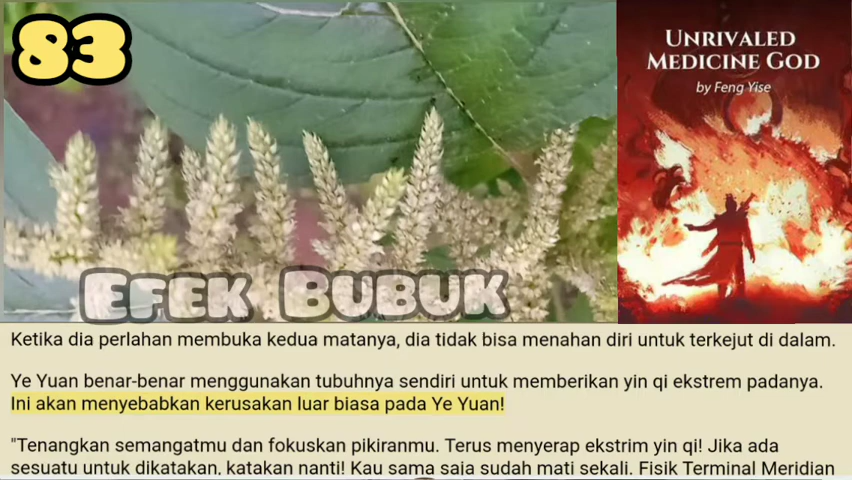 83
UNRIVALED
MEDICINE GOD
by Feng Yise
EFEK BUBUK
Ketika dia perlahan membuka kedua matanya, dia tidak bisa menahan diri untuk terkejut di dalam.
Ye Yuan benar-benar menggunakan tubuhnya sendiri untuk memberikan yin qi ekstrem padanya.
Ini akan menyebabkan kerusakan luar biasa pada Ye Yuan!
"Tenangkan semangatmu dan fokuskan pikiranmu. Terus menyerap ekstrim yin qi! Jika ada
sesuatu untuk dikatakan, katakan nanti! Kau sama saja sudah mati sekali. Fisik Terminal Meridian